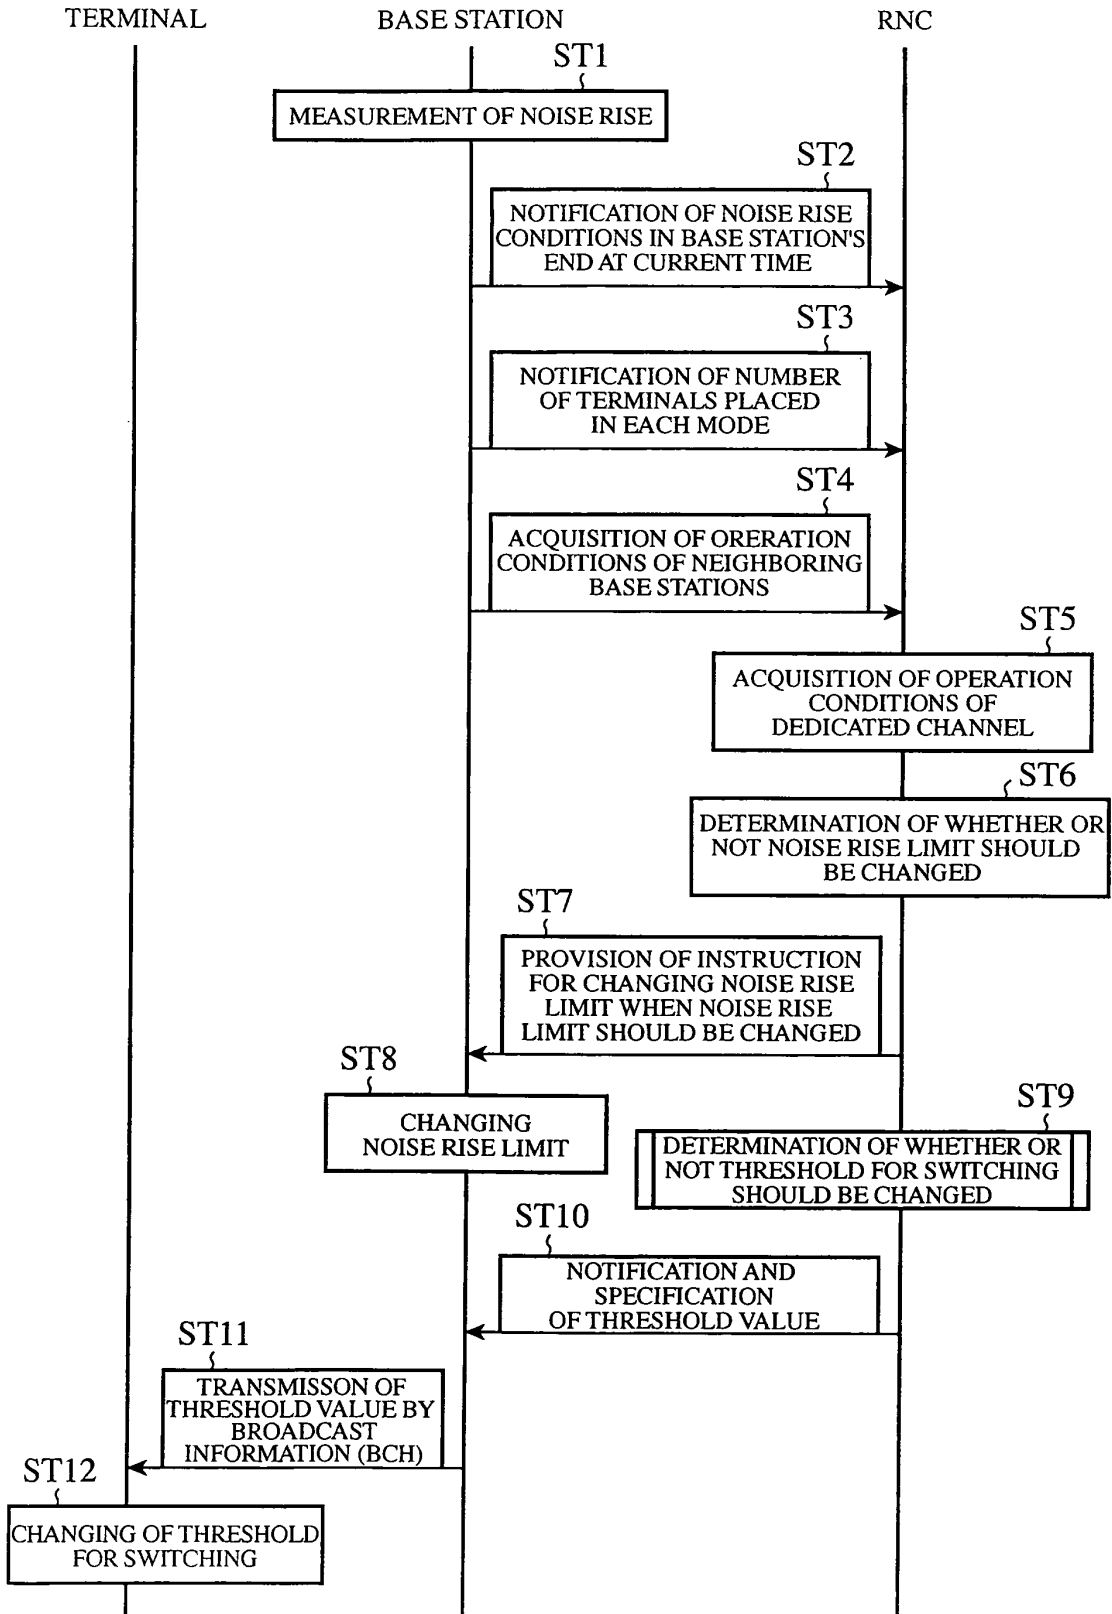 TERMINAL
BASE STATION
RNC
ST1
MEASUREMENT OF NOISE RISE
ST2
NOTIFICATION OF NOISE RISE
CONDITIONS IN BASE STATION'S
END AT CURRENT TIME
ST3
NOTIFICATION OF NUMBER
OF TERMINALS PLACED
IN EACH MODE
ST4
ACQUISITION OF ORERATION
CONDITIONS OF NEIGHBORING
BASE STATIONS
ST5
ACQUISITION OF OPERATION
CONDITIONS OF
DEDICATED CHANNEL
ST6
DETERMINATION OF WHETHER OR
NOT NOISE RISE LIMIT SHOULD
BE CHANGED
ST7
PROVISION OF INSTRUCTION
FOR CHANGING NOISE RISE
LIMIT WHEN NOISE RISE
LIMIT SHOULD BE CHANGED
ST8
CHANGING
NOISE RISE LIMIT
ST9
DETERMINATION OF WHETHER OR
NOT THRESHOLD FOR SWITCHING
SHOULD BE CHANGED
ST10
NOTIFICATION AND
SPECIFICATION
OF THRESHOLD VALUE
ST11
TRANSMISSON OF
THRESHOLD VALUE BY
BROADCAST
INFORMATION (BCH)
ST12
CHANGING OF THRESHOLD
FOR SWITCHING